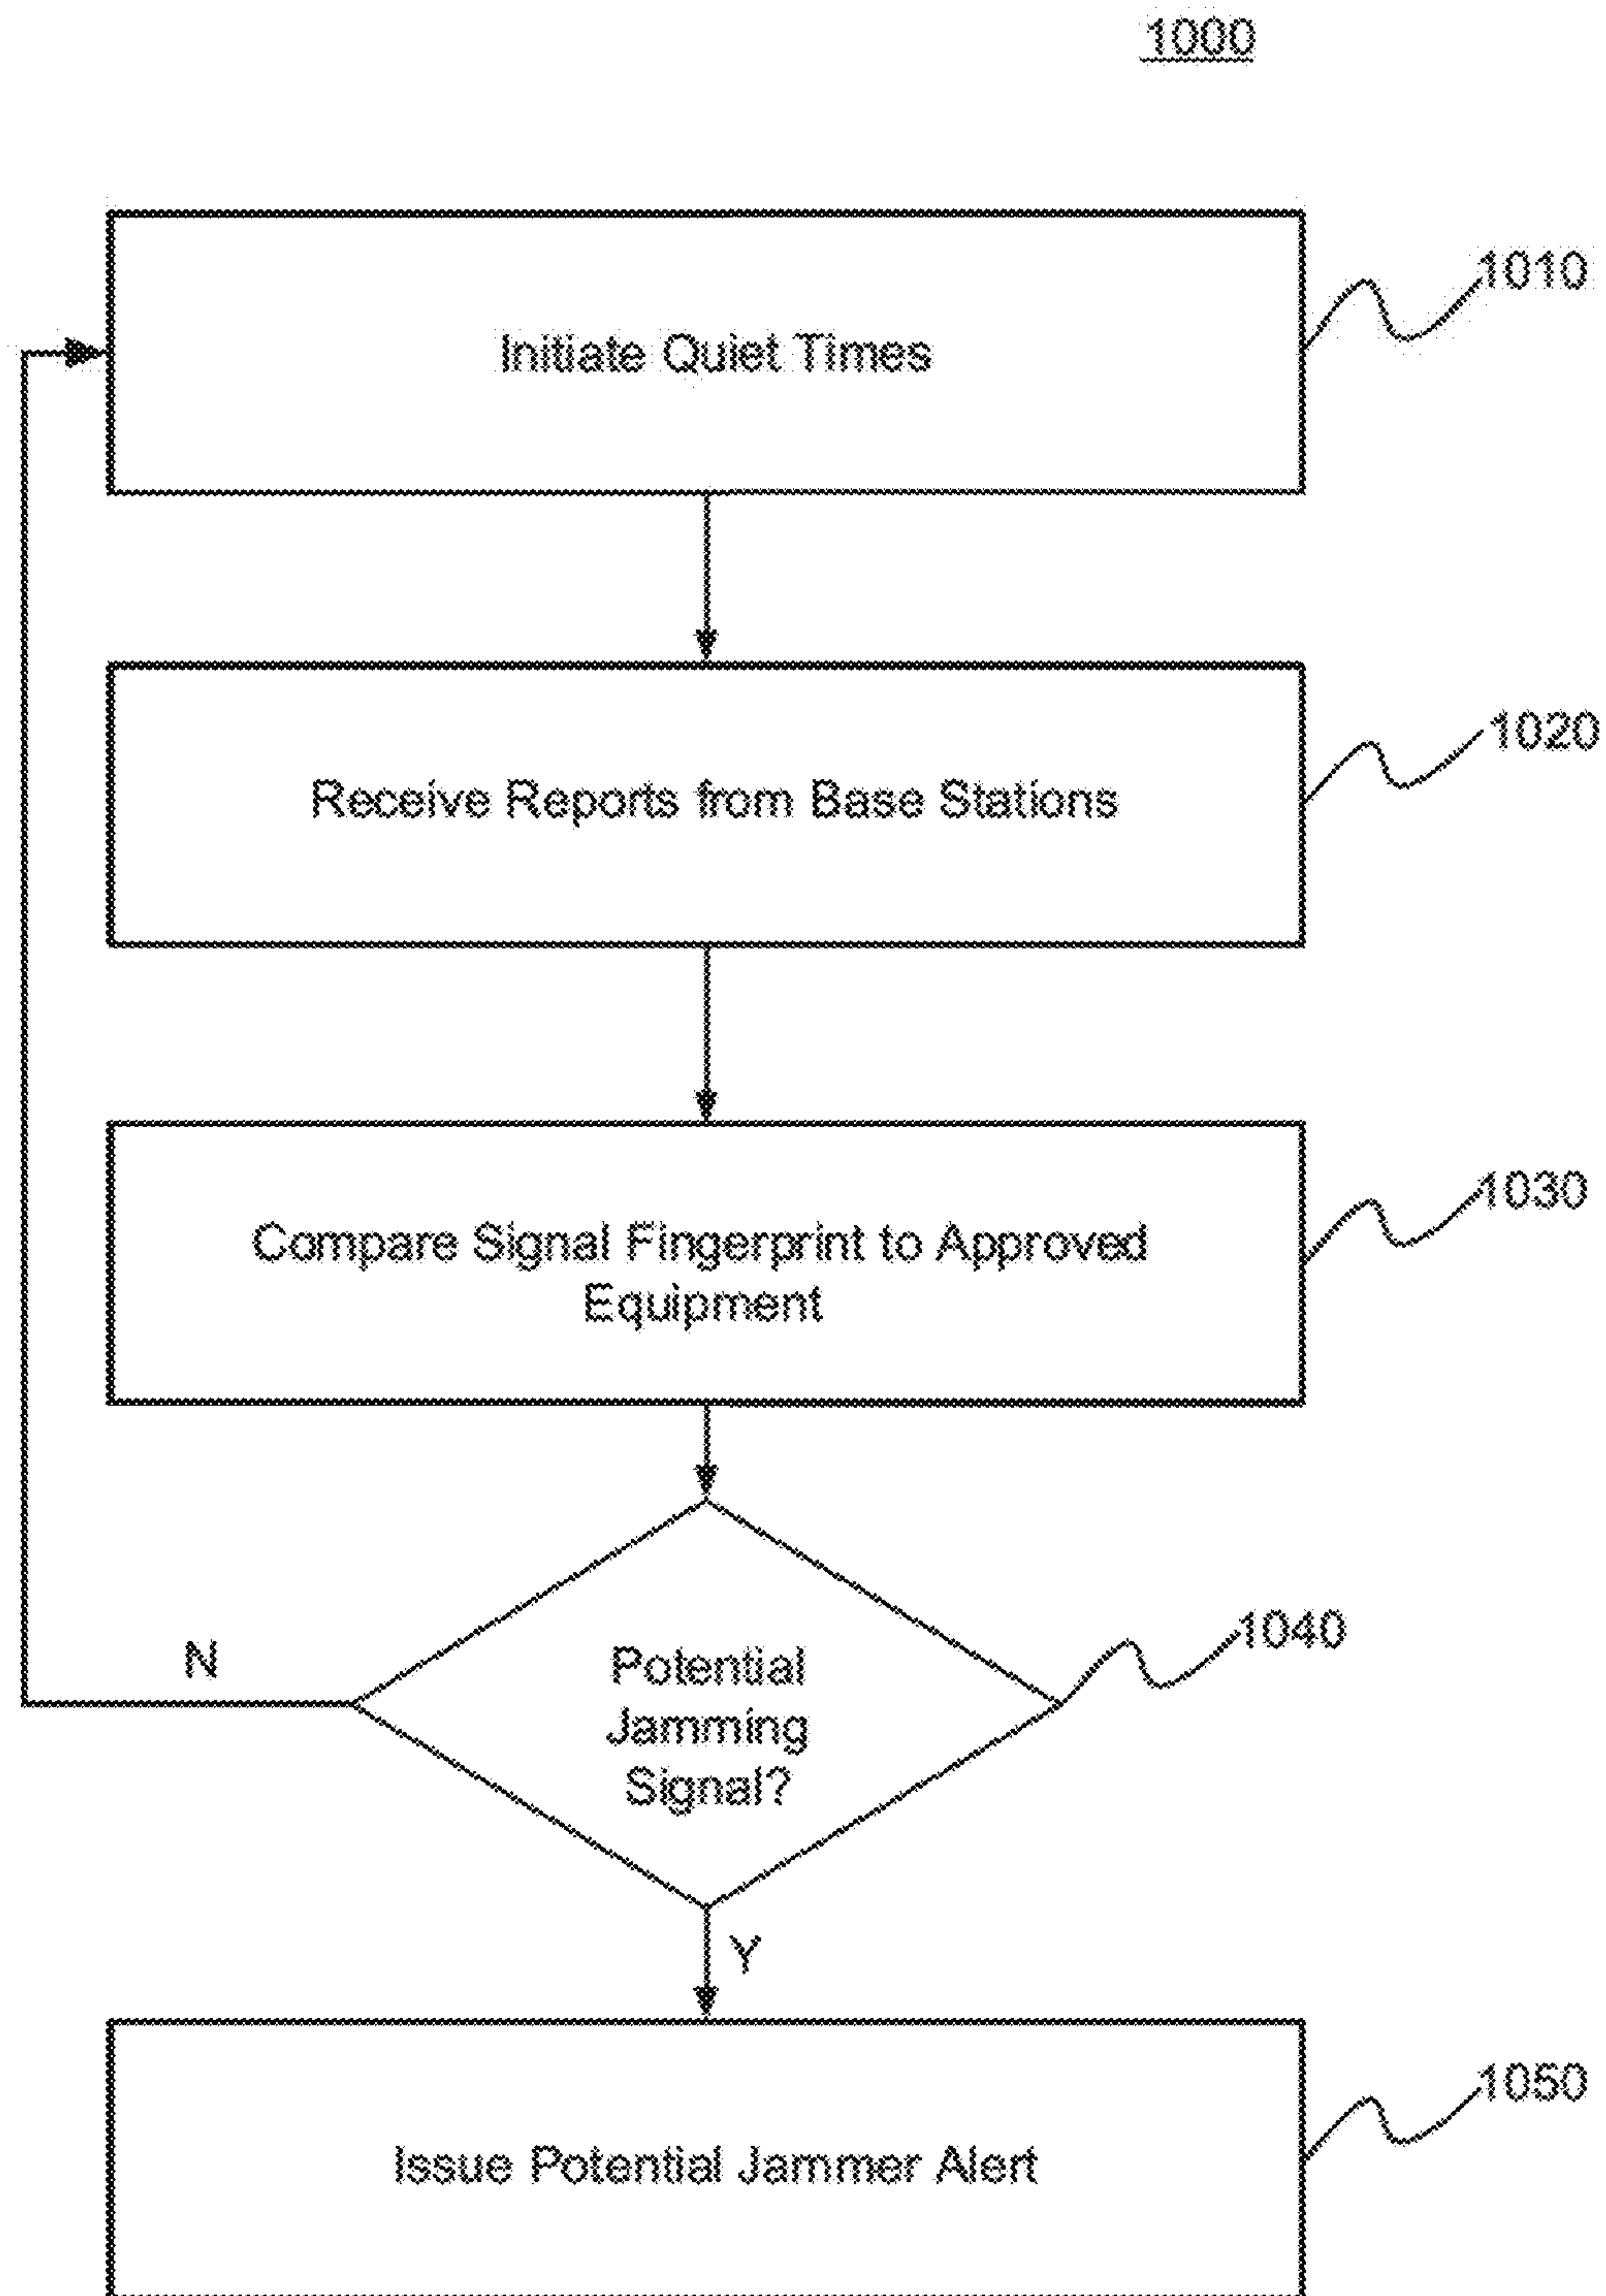 1000
Initiate Quiet Times
1010
Receive Reports from Base Stations
1020
Compare Signal Fingerprint to Approved
Equipment
1030
Potential
Jamming
Signal?
1040
N
Y
Issue Potential Jammer Alert
1050